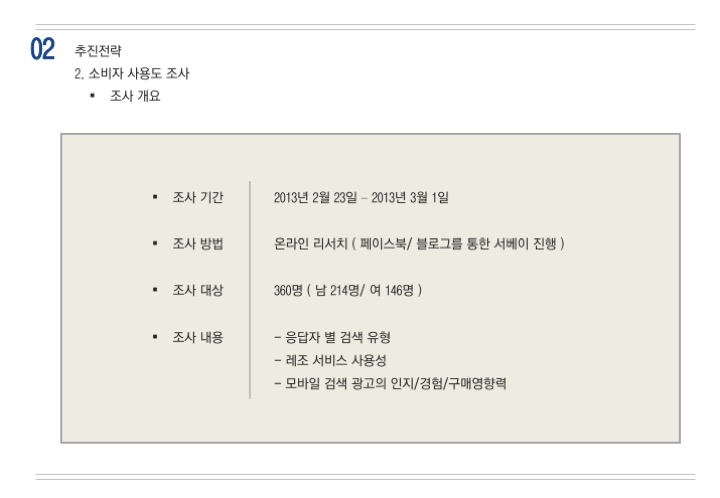 02 추진전략
2. 소비자 사용도 조사
▪ 조사 개요
▪ 조사 기간 2013년 2월 23일 – 2013년 3월 1일
▪ 조사 방법 온라인 리서치 ( 페이스북/ 블로그를 통한 서베이 진행 )
▪ 조사 대상 360명 ( 남 214명/ 여 146명 )
▪ 조사 내용 – 응답자 별 검색 유형
– 레조 서비스 사용성
– 모바일 검색 광고의 인지/경험/구매영향력